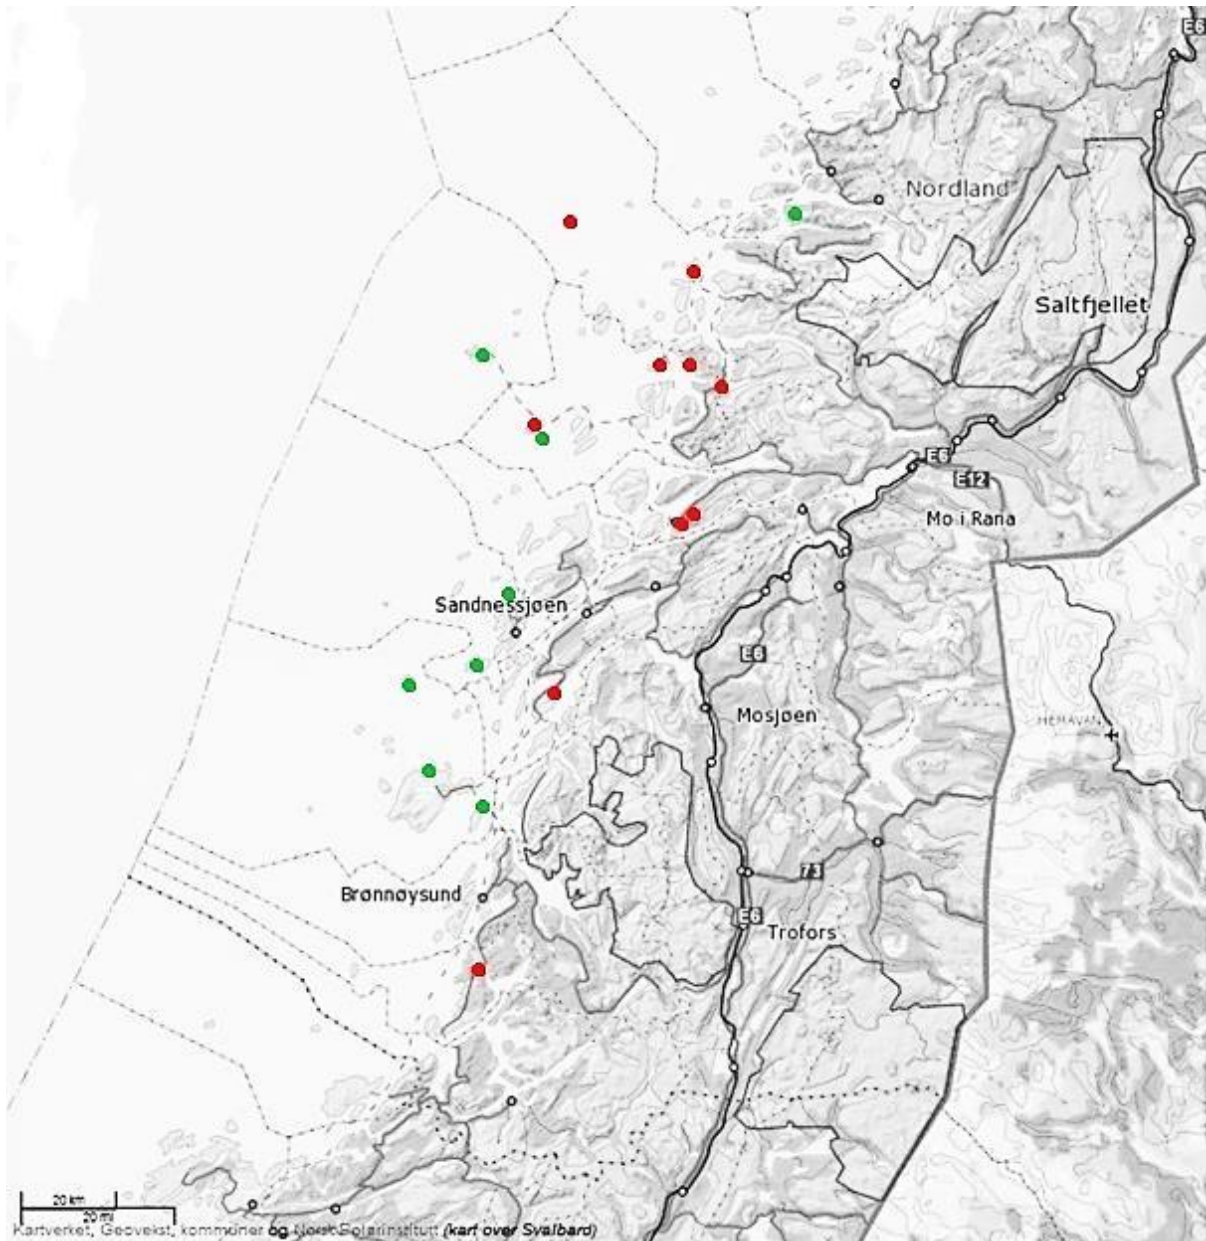 E6
Nordland
Saltfjellet
E6
E12
Mo i Rana
Sandnessjøen
E6
Mosjøen
HEMAVAN
73
Brønnøysund
E6
Trofors
20 km
20 mi
Kartverket, Geovekst, kommuner og Norsk Polarinstitutt (kart over Svalbard)